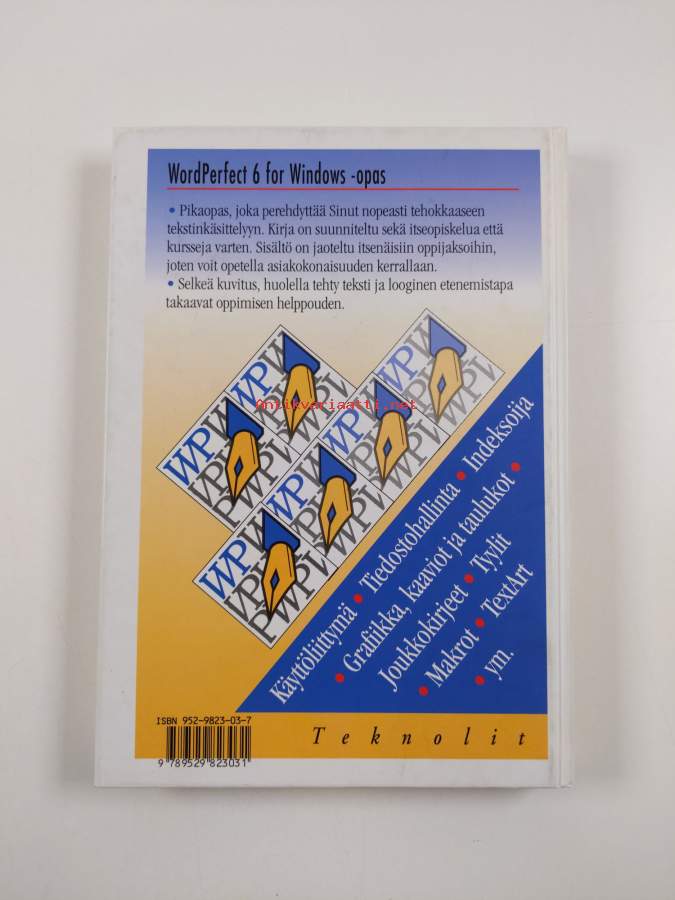 WordPerfect 6 for Windows -opas
• Pikaopas, joka perehdyttää Sinut nopeasti tehokkaaseen
tekstinkäsittelyyn. Kirja on suunniteltu sekä itseopiskelua että
kursseja varten. Sisältö on jaoteltu itsenäisiin oppijaksoihin,
joten voit opetella asiakokonaisuuden kerrallaan.
• Selkeä kuvitus, huolella tehty teksti ja looginen etenemistapa
takaavat oppimisen helppouden.
Antikvariaatti.net
Käyttöliittymä • Tiedostohallinta • Indeksoija
• Grafiikka, kaaviot ja taulukot •
Joukkokirjeet • Tyylit
• Makrot • TextArt
• ym.
ISBN 952-9823-03-7
9 789529 823031
Teknolit